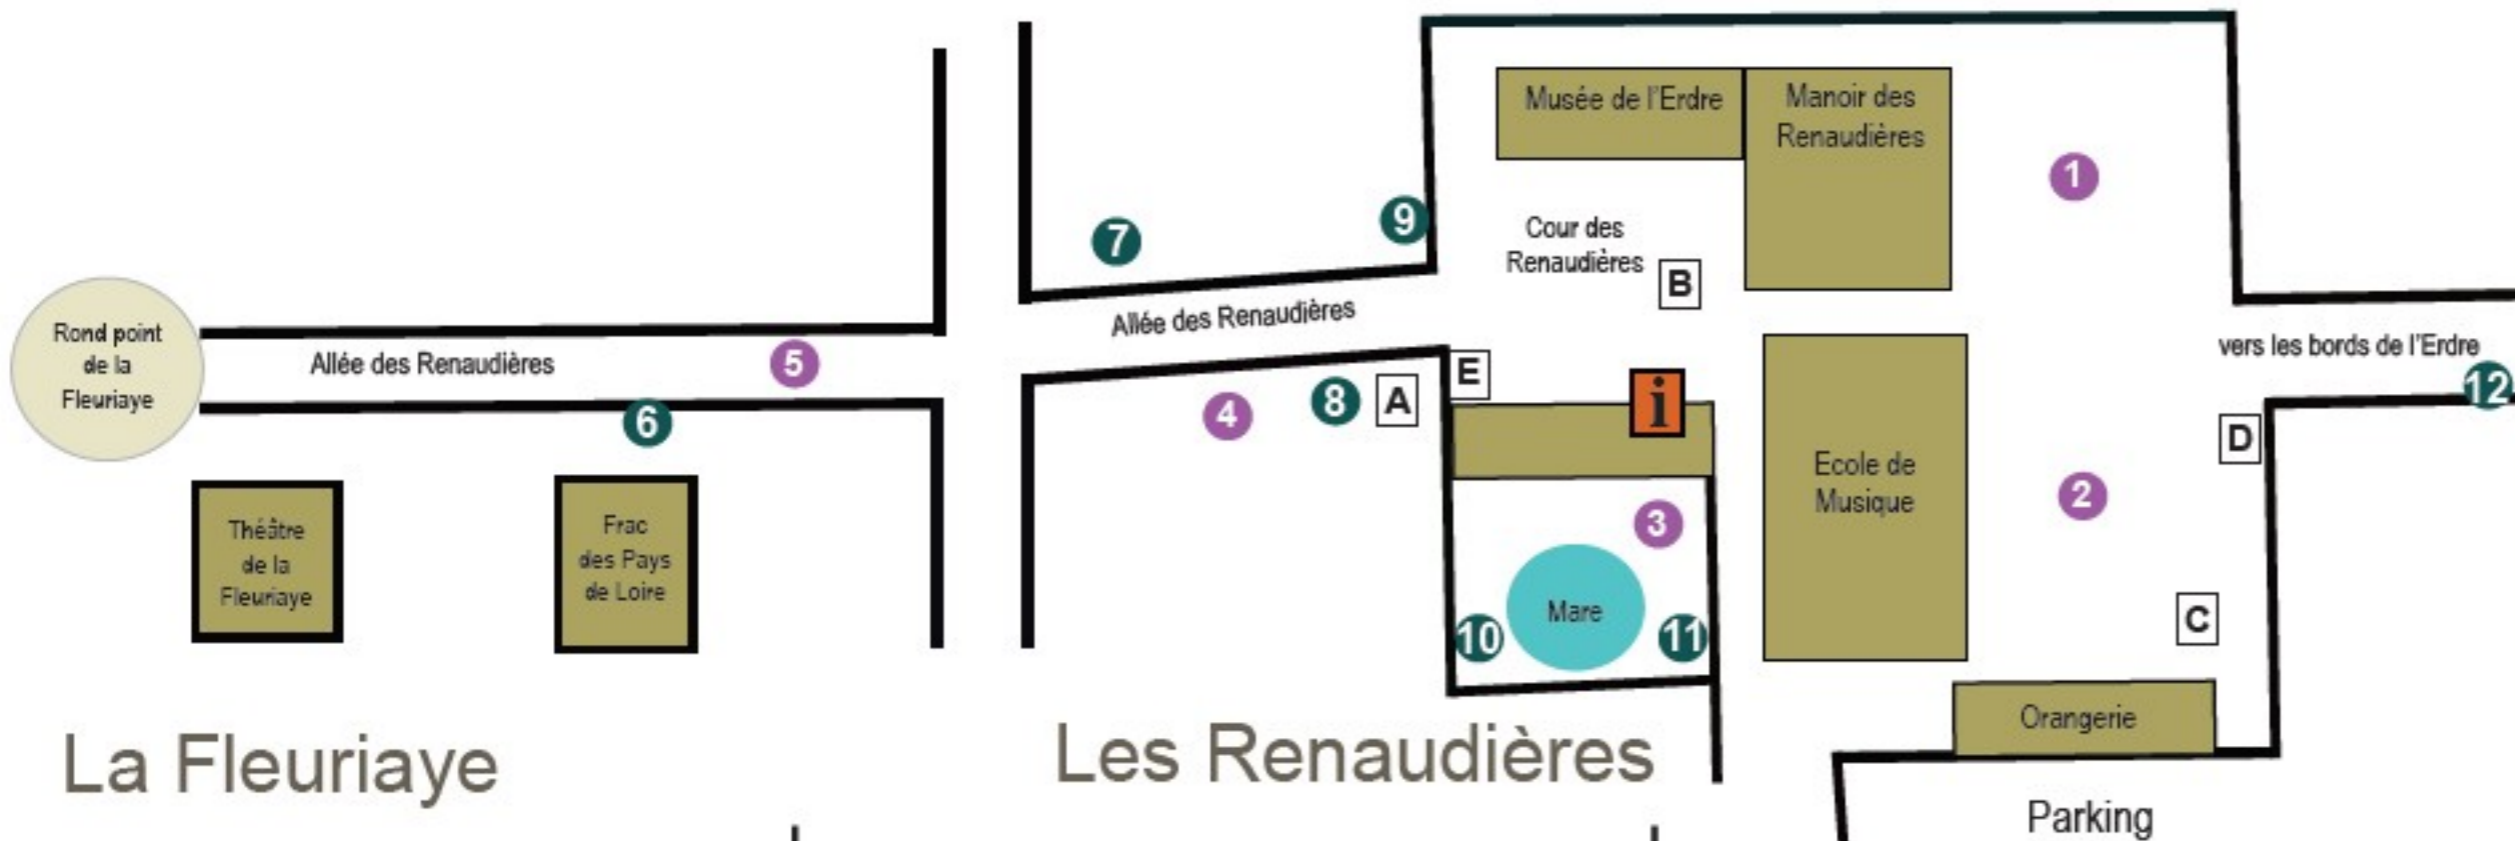 Musée de l'Erdre
Manoir des
Renaudières
1
7
9
Cour des
Renaudières
B
Rond point
de la
Fleuriaye
Allée des Renaudières
5
Allée des Renaudières
vers les bords de l'Erdre
12
6
4
8
A
E
i
D
Ecole de
Musique
2
3
Théâtre
de la
Fleuriaye
Frac
des Pays
de Loire
Mare
10
11
C
Orangerie
La Fleuriaye
Les Renaudières
Parking